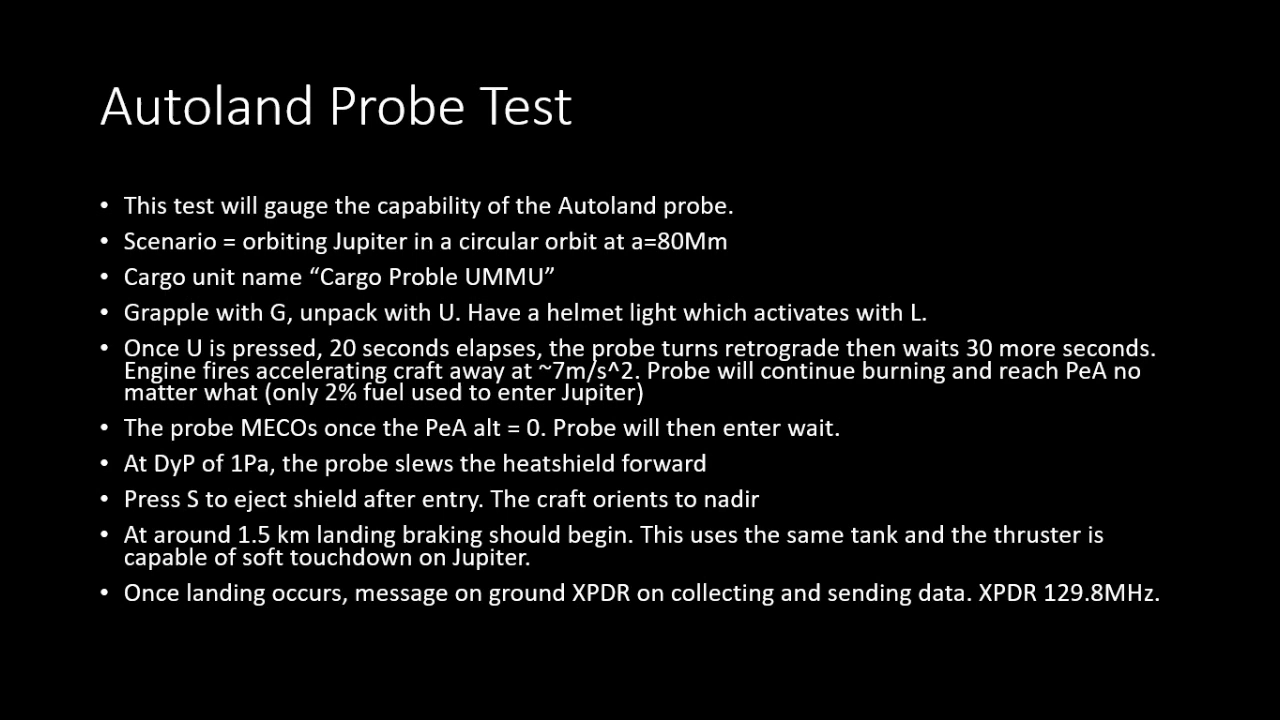 Autoland Probe Test
• This test will gauge the capability of the Autoland probe.
• Scenario = orbiting Jupiter in a circular orbit at a=80Mm
• Cargo unit name “Cargo Proble UMMU”
• Grapple with G, unpack with U. Have a helmet light which activates with L.
• Once U is pressed, 20 seconds elapses, the probe turns retrograde then waits 30 more seconds.
Engine fires accelerating craft away at ~7m/s^2. Probe will continue burning and reach PeA no
matter what (only 2% fuel used to enter Jupiter)
• The probe MECOs once the PeA alt = 0. Probe will then enter wait.
• At DyP of 1Pa, the probe slews the heatshield forward
• Press S to eject shield after entry. The craft orients to nadir
• At around 1.5 km landing braking should begin. This uses the same tank and the thruster is
capable of soft touchdown on Jupiter.
• Once landing occurs, message on ground XPDR on collecting and sending data. XPDR 129.8MHz.